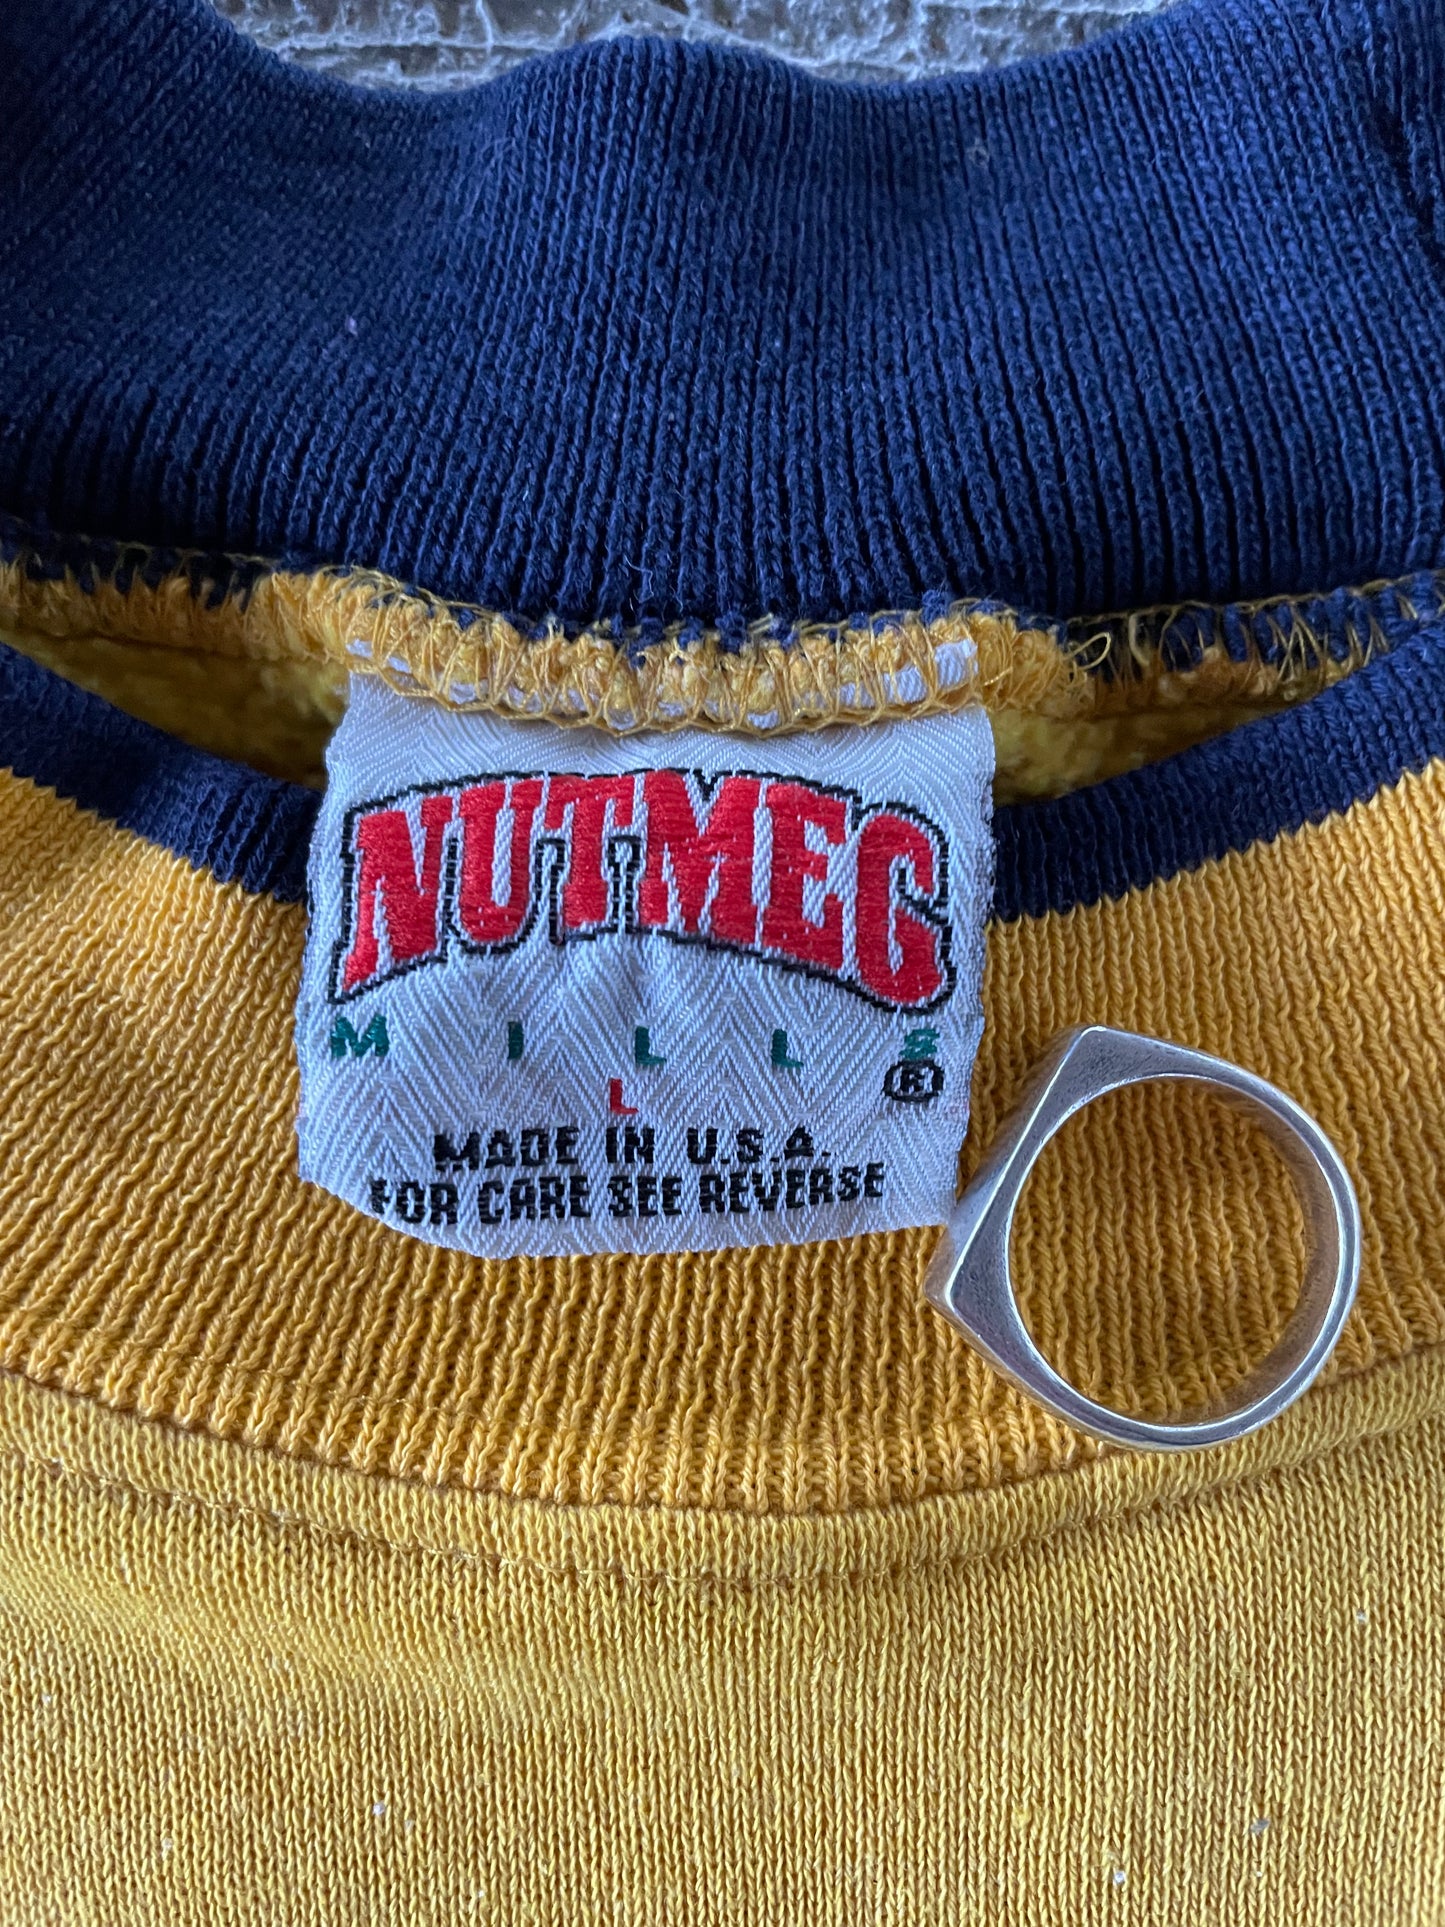 NUTMEG
MILLS
®
L
MADE IN U.S.A.
FOR CARE SEE REVERSE